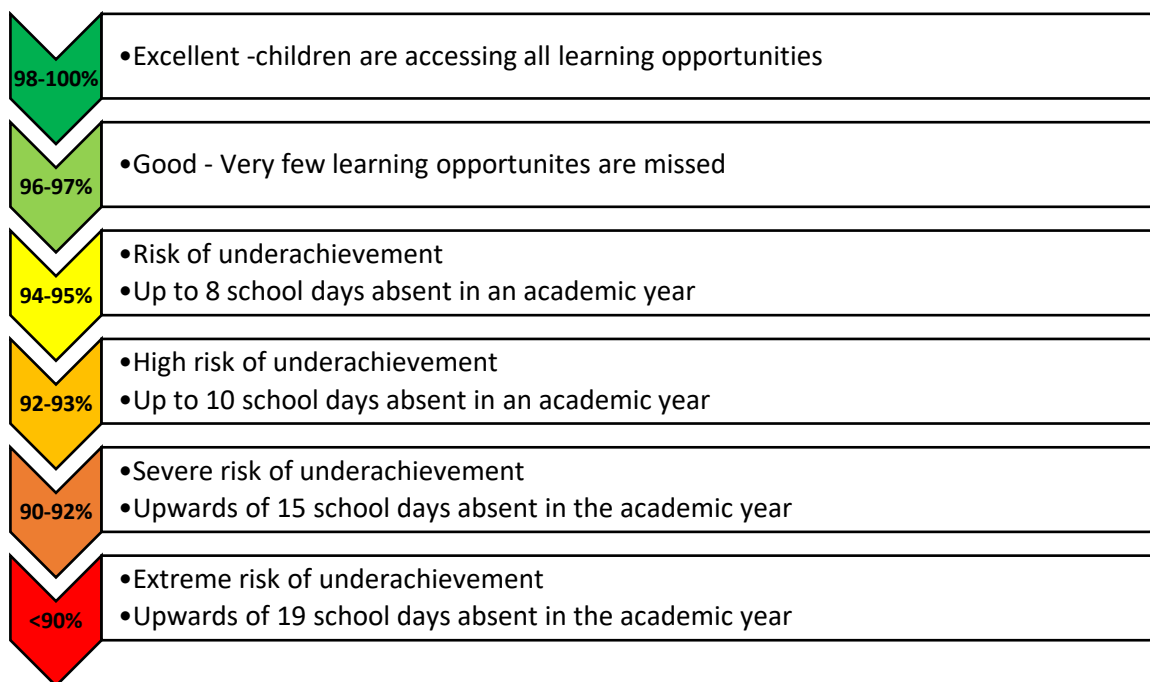 98-100%
•Excellent -children are accessing all learning opportunities
96-97%
•Good - Very few learning opportunites are missed
94-95%
•Risk of underachievement
•Up to 8 school days absent in an academic year
92-93%
•High risk of underachievement
•Up to 10 school days absent in an academic year
90-92%
•Severe risk of underachievement
•Upwards of 15 school days absent in the academic year
<90%
•Extreme risk of underachievement
•Upwards of 19 school days absent in the academic year